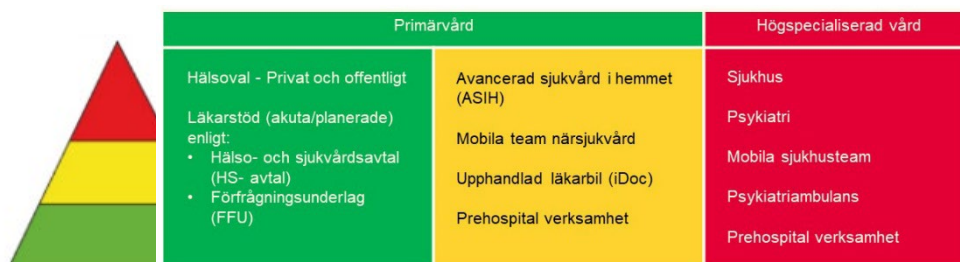 Primärvård
Högspecialiserad vård
Hälsoval - Privat och offentligt
Läkarstöd (akuta/planerade)
enligt:
• Hälso- och sjukvårdsavtal
(HS- avtal)
• Förfrågningsunderlag
(FFU)
Avancerad sjukvård i hemmet
(ASIH)
Mobila team närsjukvård
Upphandlad läkarbil (iDoc)
Prehospital verksamhet
Sjukhus
Psykiatri
Mobila sjukhusteam
Psykiatriambulans
Prehospital verksamhet